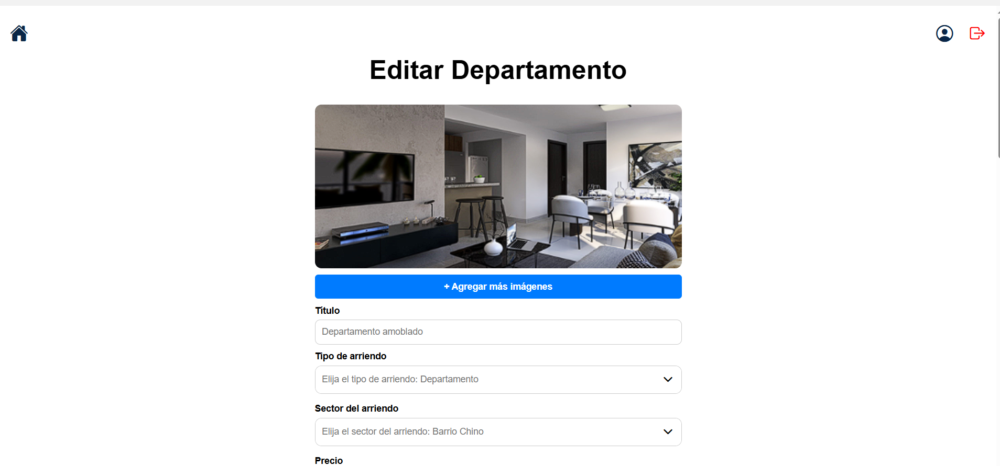 Editar Departamento
+ Agregar más imágenes
Título
Departamento amoblado
Tipo de arriendo
Elija el tipo de arriendo: Departamento
Sector del arriendo
Elija el sector del arriendo: Barrio Chino
Precio